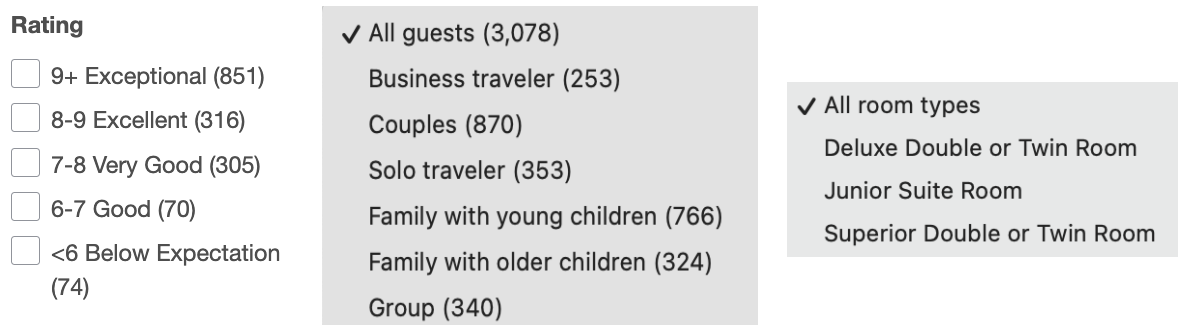 Rating
9+ Exceptional (851)
8-9 Excellent (316)
7-8 Very Good (305)
6-7 Good (70)
<6 Below Expectation
(74)
All guests (3,078)
Business traveler (253)
Couples (870)
Solo traveler (353)
Family with young children (766)
Family with older children (324)
Group (340)
All room types
Deluxe Double or Twin Room
Junior Suite Room
Superior Double or Twin Room